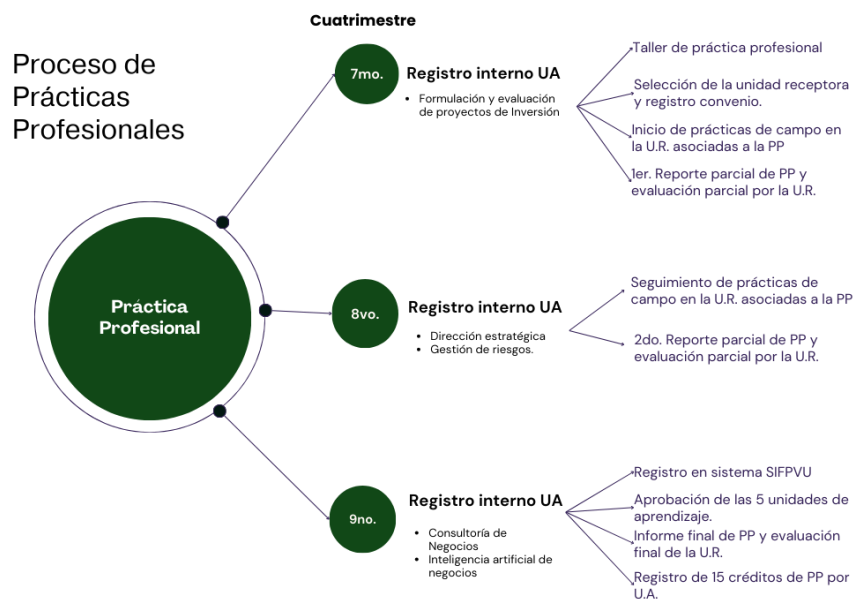 Proceso de
Prácticas
Profesionales
Cuatrimestre
Práctica
Profesional
7mo.
Registro interno UA
• Formulación y evaluación
de proyectos de Inversión
Taller de práctica profesional
Selección de la unidad receptora
y registro convenio.
Inicio de prácticas de campo en
la U.R. asociadas a la PP
1er. Reporte parcial de PP y
evaluación parcial por la U.R.
8vo.
Registro interno UA
• Dirección estratégica
• Gestión de riesgos.
Seguimiento de prácticas de
campo en la U.R. asociadas a la PP
2do. Reporte parcial de PP y
evaluación parcial por la U.R.
9no.
Registro interno UA
• Consultoría de
Negocios
• Inteligencia artificial de
negocios
Registro en sistema SIFPVU
Aprobación de las 5 unidades de
aprendizaje.
Informe final de PP y evaluación
final de la U.R.
Registro de 15 créditos de PP por
U.A.